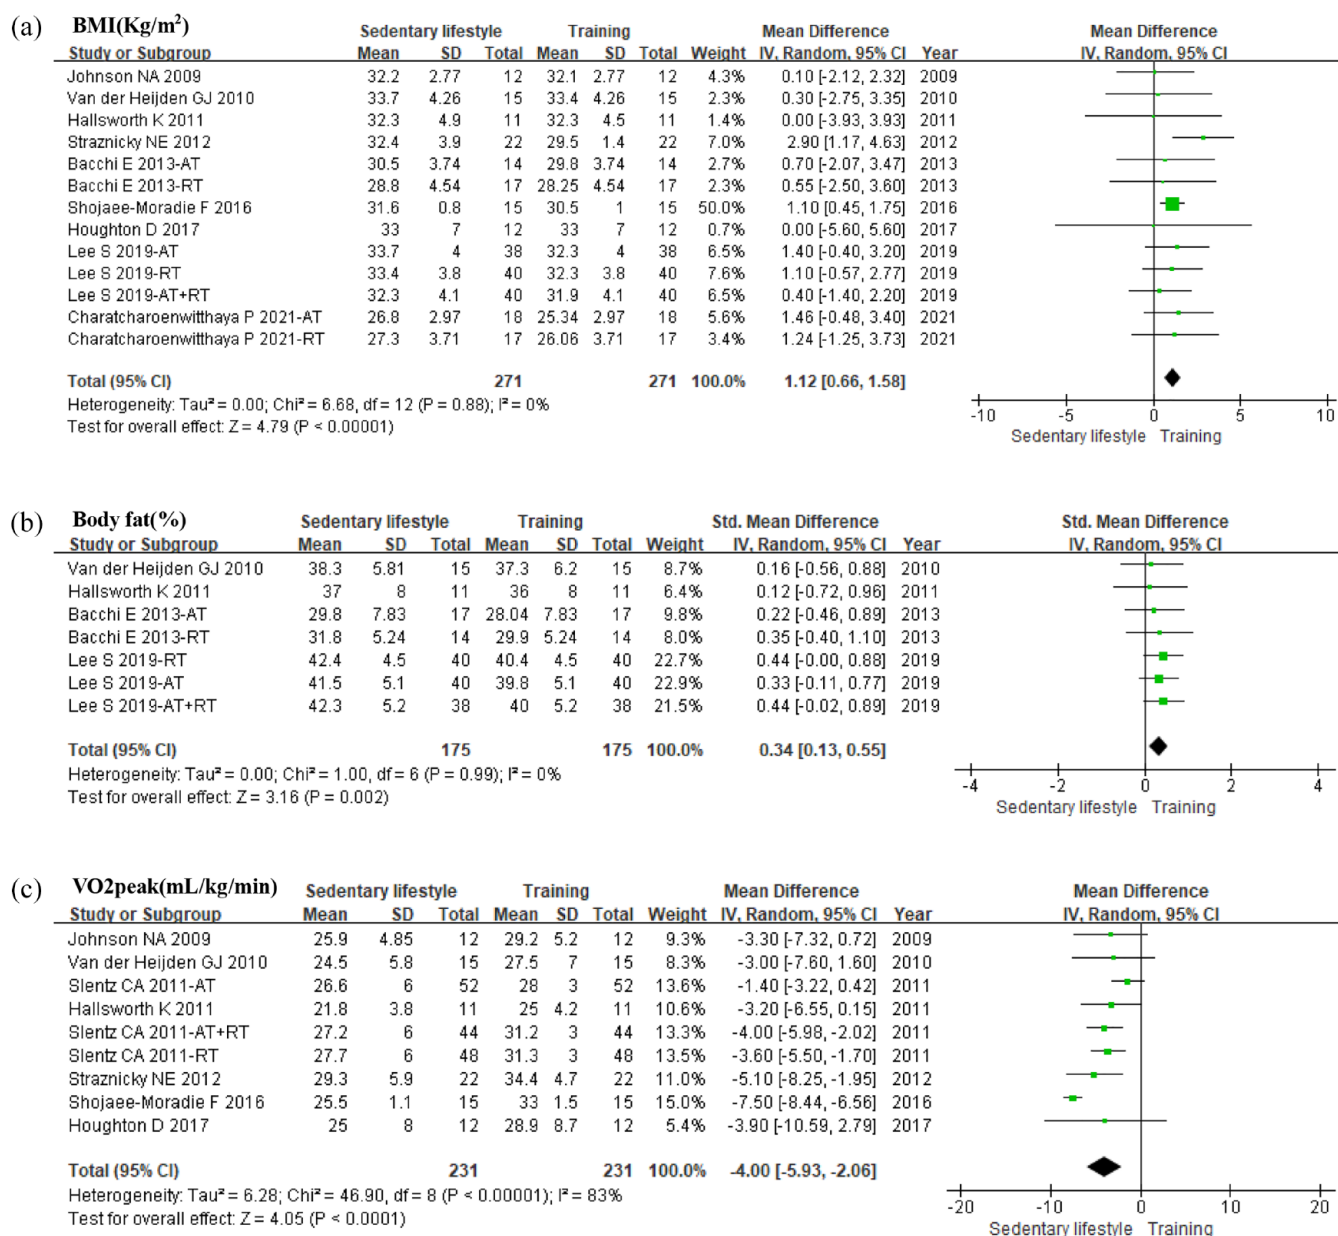 (a) BMI(Kg/m²)
Sedentary lifestyle Training Mean Difference Mean Difference
Study or Subgroup Mean SD Total Mean SD Total Weight IV, Random, 95% CI Year IV, Random, 95% CI
Johnson NA 2009 32.2 2.77 12 32.1 2.77 12 4.3% 0.10 [-2.12, 2.32] 2009
Van der Heijden GJ 2010 33.7 4.26 15 33.4 4.26 15 2.3% 0.30 [-2.75, 3.35] 2010
Hallsworth K 2011 32.3 4.9 11 32.3 4.5 11 1.4% 0.00 [-3.93, 3.93] 2011
Straznicky NE 2012 32.4 3.9 22 29.5 1.4 22 7.0% 2.90 [1.17, 4.63] 2012
Bacchi E 2013-AT 30.5 3.74 14 29.8 3.74 14 2.7% 0.70 [-2.07, 3.47] 2013
Bacchi E 2013-RT 28.8 4.54 17 28.25 4.54 17 2.3% 0.55 [-2.50, 3.60] 2013
Shojaee-Moradie F 2016 31.6 0.8 15 30.5 1 15 50.0% 1.10 [0.45, 1.75] 2016
Houghton D 2017 33 7 12 33 7 12 0.7% 0.00 [-5.60, 5.60] 2017
Lee S 2019-AT 33.7 4 38 32.3 4 38 6.5% 1.40 [-0.40, 3.20] 2019
Lee S 2019-RT 33.4 3.8 40 32.3 3.8 40 7.6% 1.10 [-0.57, 2.77] 2019
Lee S 2019-AT+RT 32.3 4.1 40 31.9 4.1 40 6.5% 0.40 [-1.40, 2.20] 2019
Charatcharoenwitthaya P 2021-AT 26.8 2.97 18 25.34 2.97 18 5.6% 1.46 [-0.48, 3.40] 2021
Charatcharoenwitthaya P 2021-RT 27.3 3.71 17 26.06 3.71 17 3.4% 1.24 [-1.25, 3.73] 2021
Total (95% CI) 271 271 100.0% 1.12 [0.66, 1.58]
Heterogeneity: Tau² = 0.00; Chi² = 6.68, df = 12 (P = 0.88); I² = 0%
Test for overall effect: Z = 4.79 (P < 0.00001)
-10 -5 0 5 10
Sedentary lifestyle Training
(b) Body fat(%)
Sedentary lifestyle Training Std. Mean Difference Std. Mean Difference
Study or Subgroup Mean SD Total Mean SD Total Weight IV, Random, 95% CI Year IV, Random, 95% CI
Van der Heijden GJ 2010 38.3 5.81 15 37.3 6.2 15 8.7% 0.16 [-0.56, 0.88] 2010
Hallsworth K 2011 37 8 11 36 8 11 6.4% 0.12 [-0.72, 0.96] 2011
Bacchi E 2013-AT 29.8 7.83 17 28.04 7.83 17 9.8% 0.22 [-0.46, 0.89] 2013
Bacchi E 2013-RT 31.8 5.24 14 29.9 5.24 14 8.0% 0.35 [-0.40, 1.10] 2013
Lee S 2019-RT 42.4 4.5 40 40.4 4.5 40 22.7% 0.44 [-0.00, 0.88] 2019
Lee S 2019-AT 41.5 5.1 40 39.8 5.1 40 22.9% 0.33 [-0.11, 0.77] 2019
Lee S 2019-AT+RT 42.3 5.2 38 40 5.2 38 21.5% 0.44 [-0.02, 0.89] 2019
Total (95% CI) 175 175 100.0% 0.34 [0.13, 0.55]
Heterogeneity: Tau² = 0.00; Chi² = 1.00, df = 6 (P = 0.99); I² = 0%
Test for overall effect: Z = 3.16 (P = 0.002)
-4 -2 0 2 4
Sedentary lifestyle Training
(c) VO2peak(mL/kg/min)
Sedentary lifestyle Training Mean Difference Mean Difference
Study or Subgroup Mean SD Total Mean SD Total Weight IV, Random, 95% CI Year IV, Random, 95% CI
Johnson NA 2009 25.9 4.85 12 29.2 5.2 12 9.3% -3.30 [-7.32, 0.72] 2009
Van der Heijden GJ 2010 24.5 5.8 15 27.5 7 15 8.3% -3.00 [-7.60, 1.60] 2010
Slentz CA 2011-AT 26.6 6 52 28 3 52 13.6% -1.40 [-3.22, 0.42] 2011
Hallsworth K 2011 21.8 3.8 11 25 4.2 11 10.6% -3.20 [-6.55, 0.15] 2011
Slentz CA 2011-AT+RT 27.2 6 44 31.2 3 44 13.3% -4.00 [-5.98, -2.02] 2011
Slentz CA 2011-RT 27.7 6 48 31.3 3 48 13.5% -3.60 [-5.50, -1.70] 2011
Straznicky NE 2012 29.3 5.9 22 34.4 4.7 22 11.0% -5.10 [-8.25, -1.95] 2012
Shojaee-Moradie F 2016 25.5 1.1 15 33 1.5 15 15.0% -7.50 [-8.44, -6.56] 2016
Houghton D 2017 25 8 12 28.9 8.7 12 5.4% -3.90 [-10.59, 2.79] 2017
Total (95% CI) 231 231 100.0% -4.00 [-5.93, -2.06]
Heterogeneity: Tau² = 6.28; Chi² = 46.90, df = 8 (P < 0.00001); I² = 83%
Test for overall effect: Z = 4.05 (P < 0.0001)
-20 -10 0 10 20
Sedentary lifestyle Training